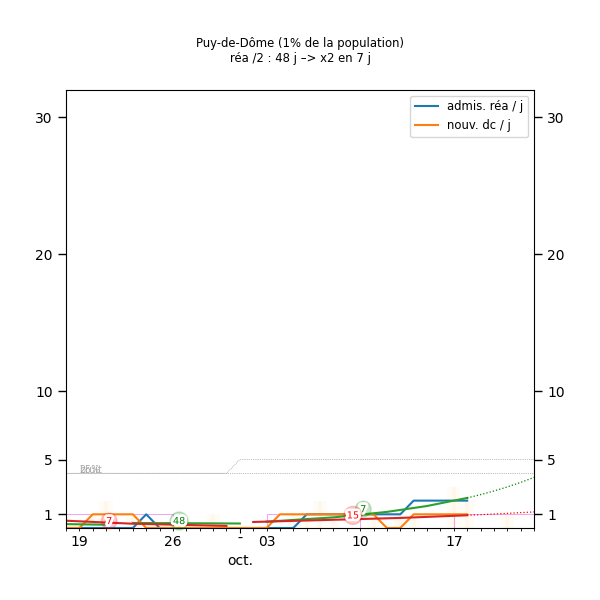 Puy-de-Dôme (1% de la population)
réa /2 : 48 j –> x2 en 7 j
admis. réa / j
nouv. dc / j
30 30
20 20
10 10
5 5
1 1
7 48 15 7
19 26 - 03 10 17
oct.